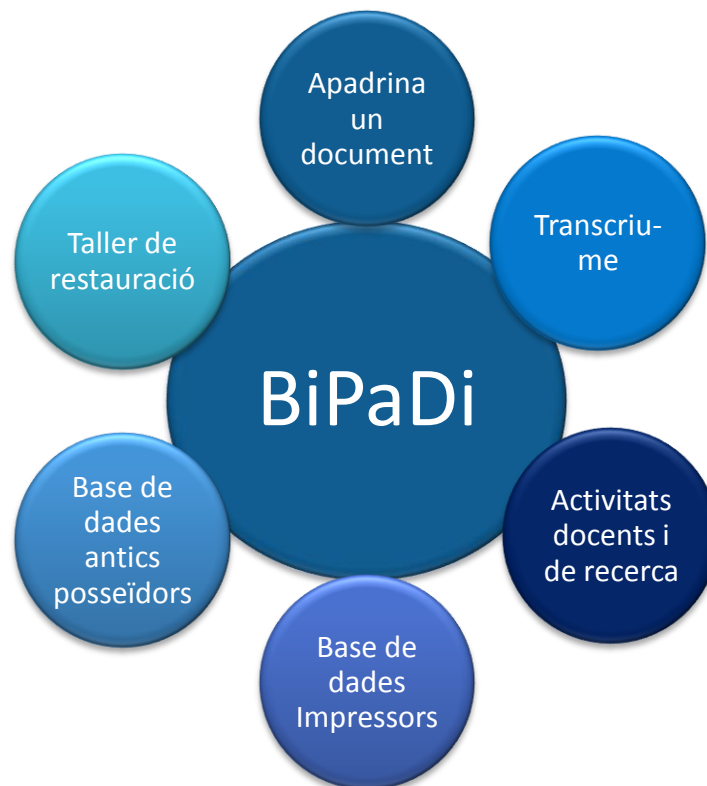 Apadrina
un
document
Transcriu-
me
Taller de
restauració
BiPaDi
Base de
dades
antics
posseïdors
Activitats
docents i
de recerca
Base de
dades
Impressors